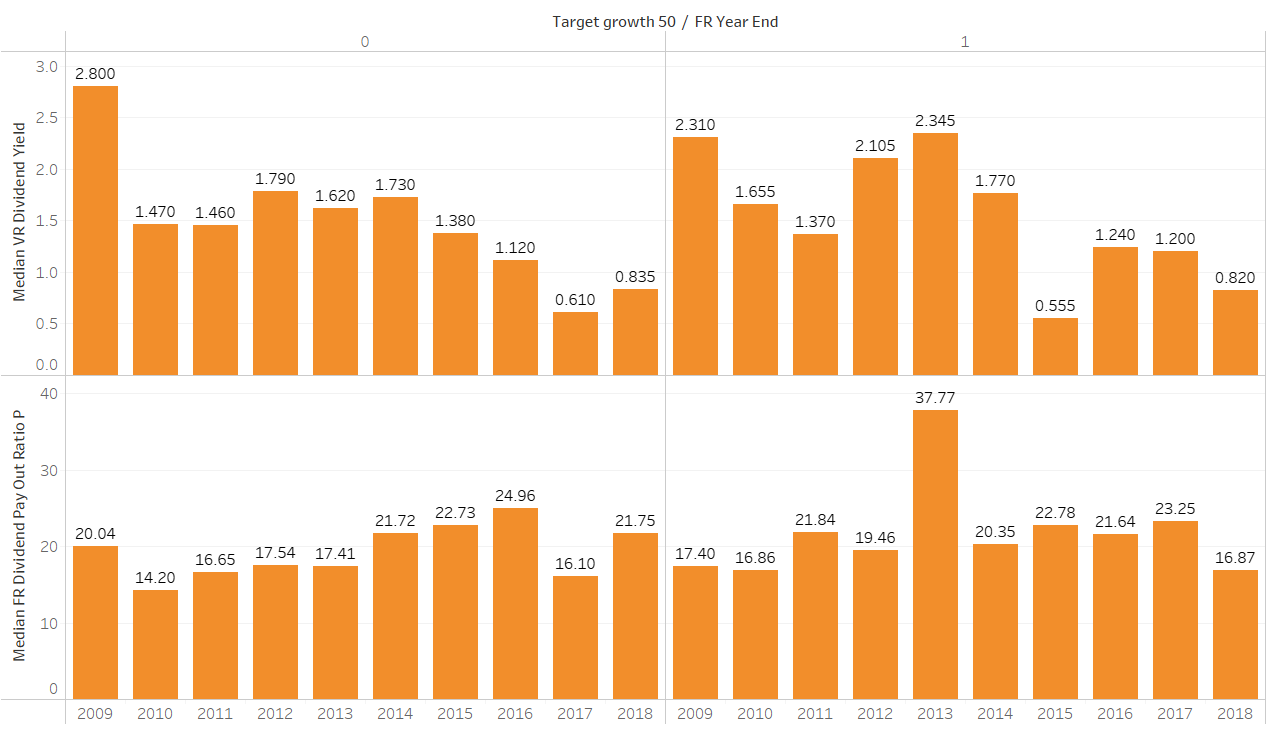 Target growth 50 / FR Year End
0 1
Median VR Dividend Yield
3.0
2.5
2.0
1.5
1.0
0.5
0.0
2.800 1.470 1.460 1.790 1.620 1.730 1.380 1.120 0.610 0.835
2.310 1.655 1.370 2.105 2.345 1.770 0.555 1.240 1.200 0.820
Median FR Dividend Pay Out Ratio P
40
30
20
10
0
20.04 14.20 16.65 17.54 17.41 21.72 22.73 24.96 16.10 21.75
17.40 16.86 21.84 19.46 37.77 20.35 22.78 21.64 23.25 16.87
2009 2010 2011 2012 2013 2014 2015 2016 2017 2018 2009 2010 2011 2012 2013 2014 2015 2016 2017 2018